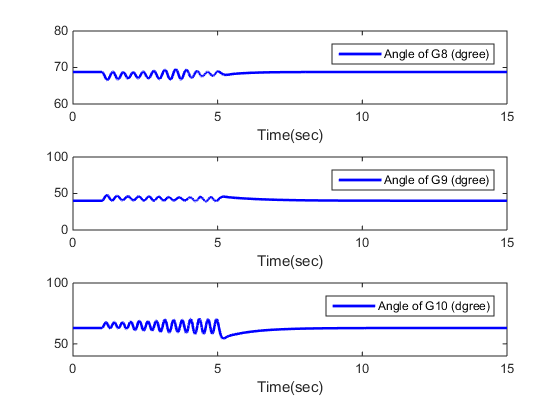 80
Angle of G8 (dgree)
70
60
0 5 10 15
Time(sec)
100
Angle of G9 (dgree)
50
0
0 5 10 15
Time(sec)
100
Angle of G10 (dgree)
50
0 5 10 15
Time(sec)